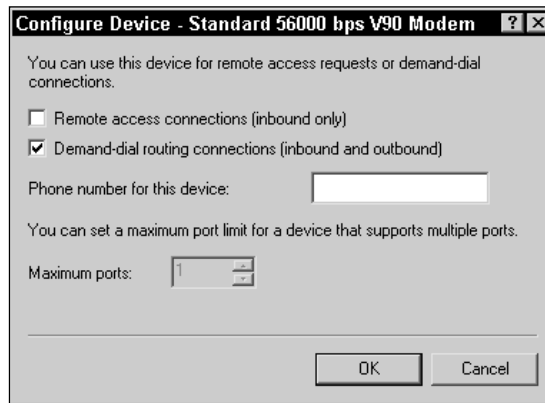 Configure Device - Standard 56000 bps V90 Modem
You can use this device for remote access requests or demand-dial
connections.
Remote access connections (inbound only)
Demand-dial routing connections (inbound and outbound)
Phone number for this device:
You can set a maximum port limit for a device that supports multiple ports.
Maximum ports: 1
OK Cancel